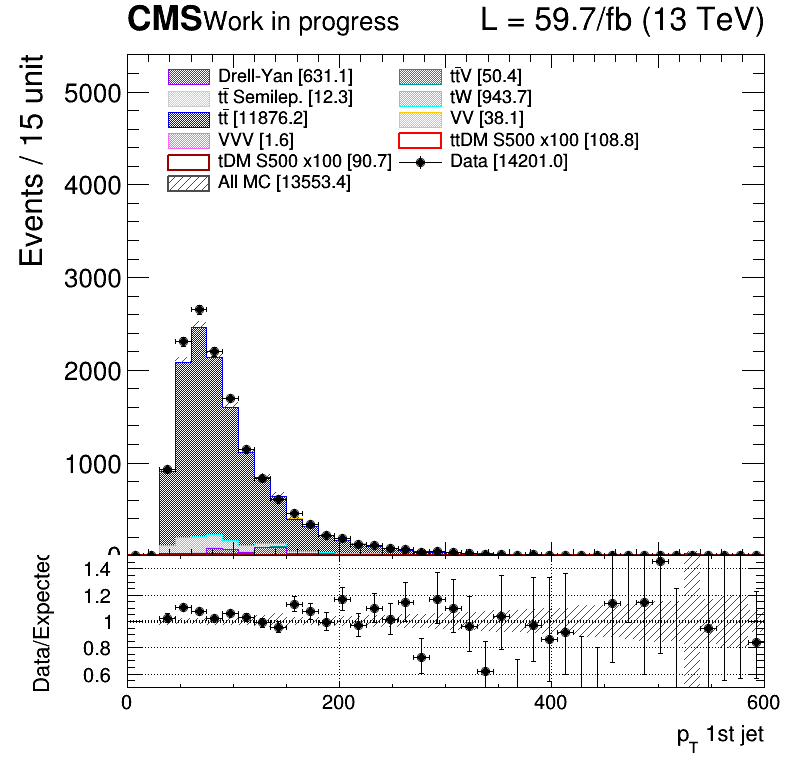 CMS Work in progress L = 59.7/fb (13 TeV)
Events / 15 unit
5000
4000
3000
2000
1000
0
Drell-Yan [631.1] tt̄V [50.4]
tt̄ Semilep. [12.3] tW [943.7]
tt̄ [11876.2] VV [38.1]
VVV [1.6] ttDM S500 x100 [108.8]
tDM S500 x100 [90.7] Data [14201.0]
All MC [13553.4]
Data/Expected
1.4
1.2
1
0.8
0.6
0 200 400 600
p_T 1st jet